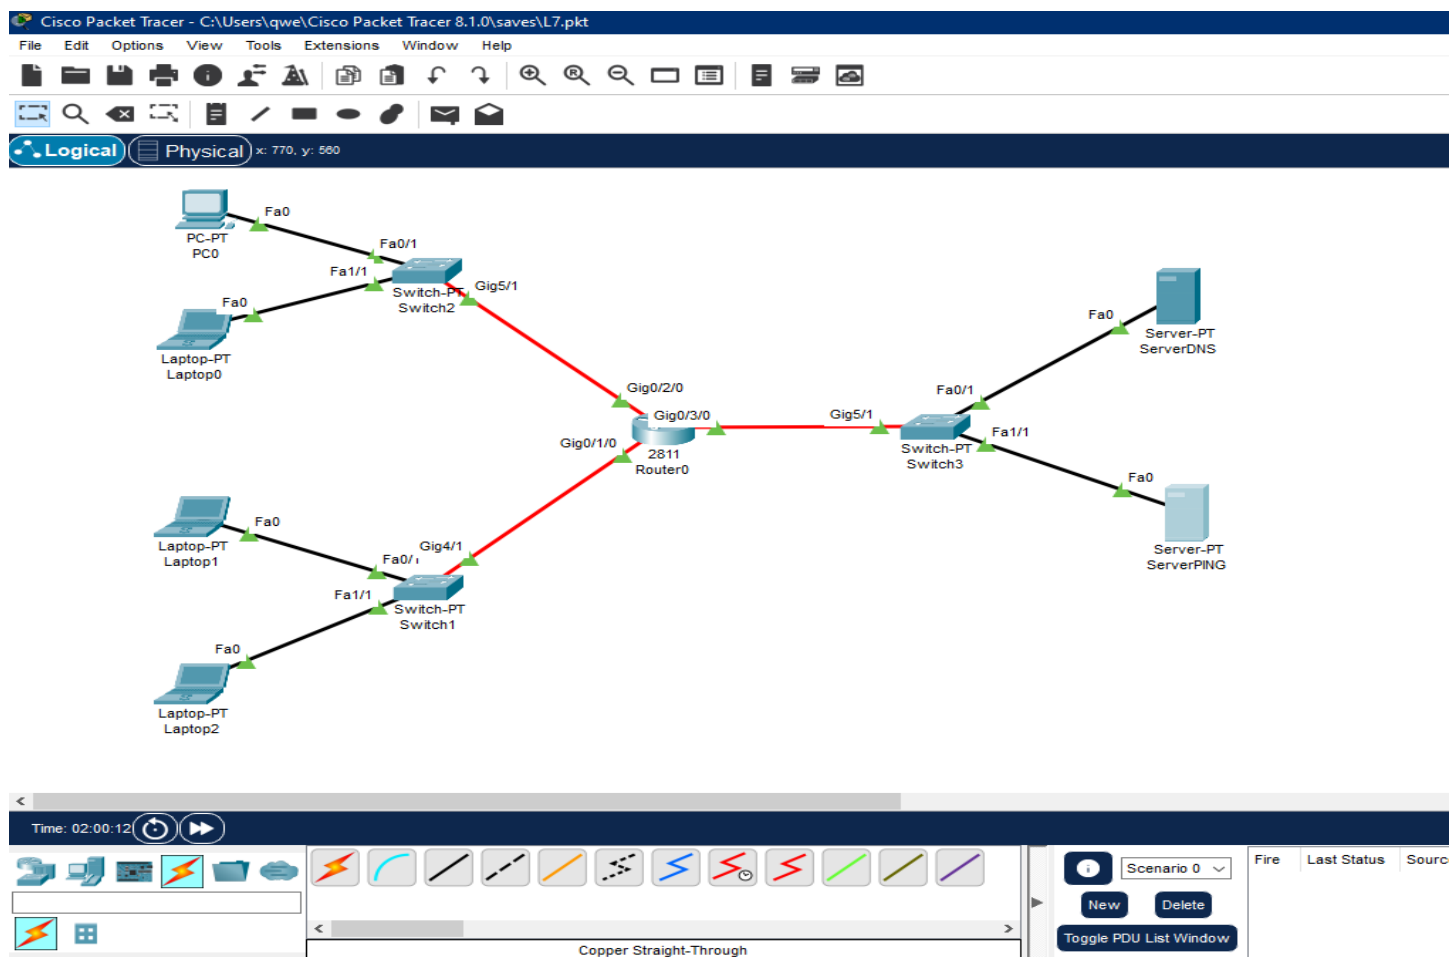 Cisco Packet Tracer - C:\Users\qwe\Cisco Packet Tracer 8.1.0\saves\L7.pkt
File Edit Options View Tools Extensions Window Help
Logical Physical x: 770, y: 560
Fa0
PC-PT
PC0
Fa0/1
Fa1/1
Gig5/1
Switch-PT
Switch2
Fa0
Laptop-PT
Laptop0
Fa0
Server-PT
ServerDNS
Gig0/2/0
Gig0/3/0
Gig0/1/0
2811
Router0
Gig5/1
Fa0/1
Fa1/1
Switch-PT
Switch3
Fa0
Server-PT
ServerPING
Fa0
Laptop-PT
Laptop1
Gig4/1
Fa0/
Fa1/1
Switch-PT
Switch1
Fa0
Laptop-PT
Laptop2
Time: 02:00:12
Scenario 0
New Delete
Toggle PDU List Window
Fire Last Status Sourc
Copper Straight-Through